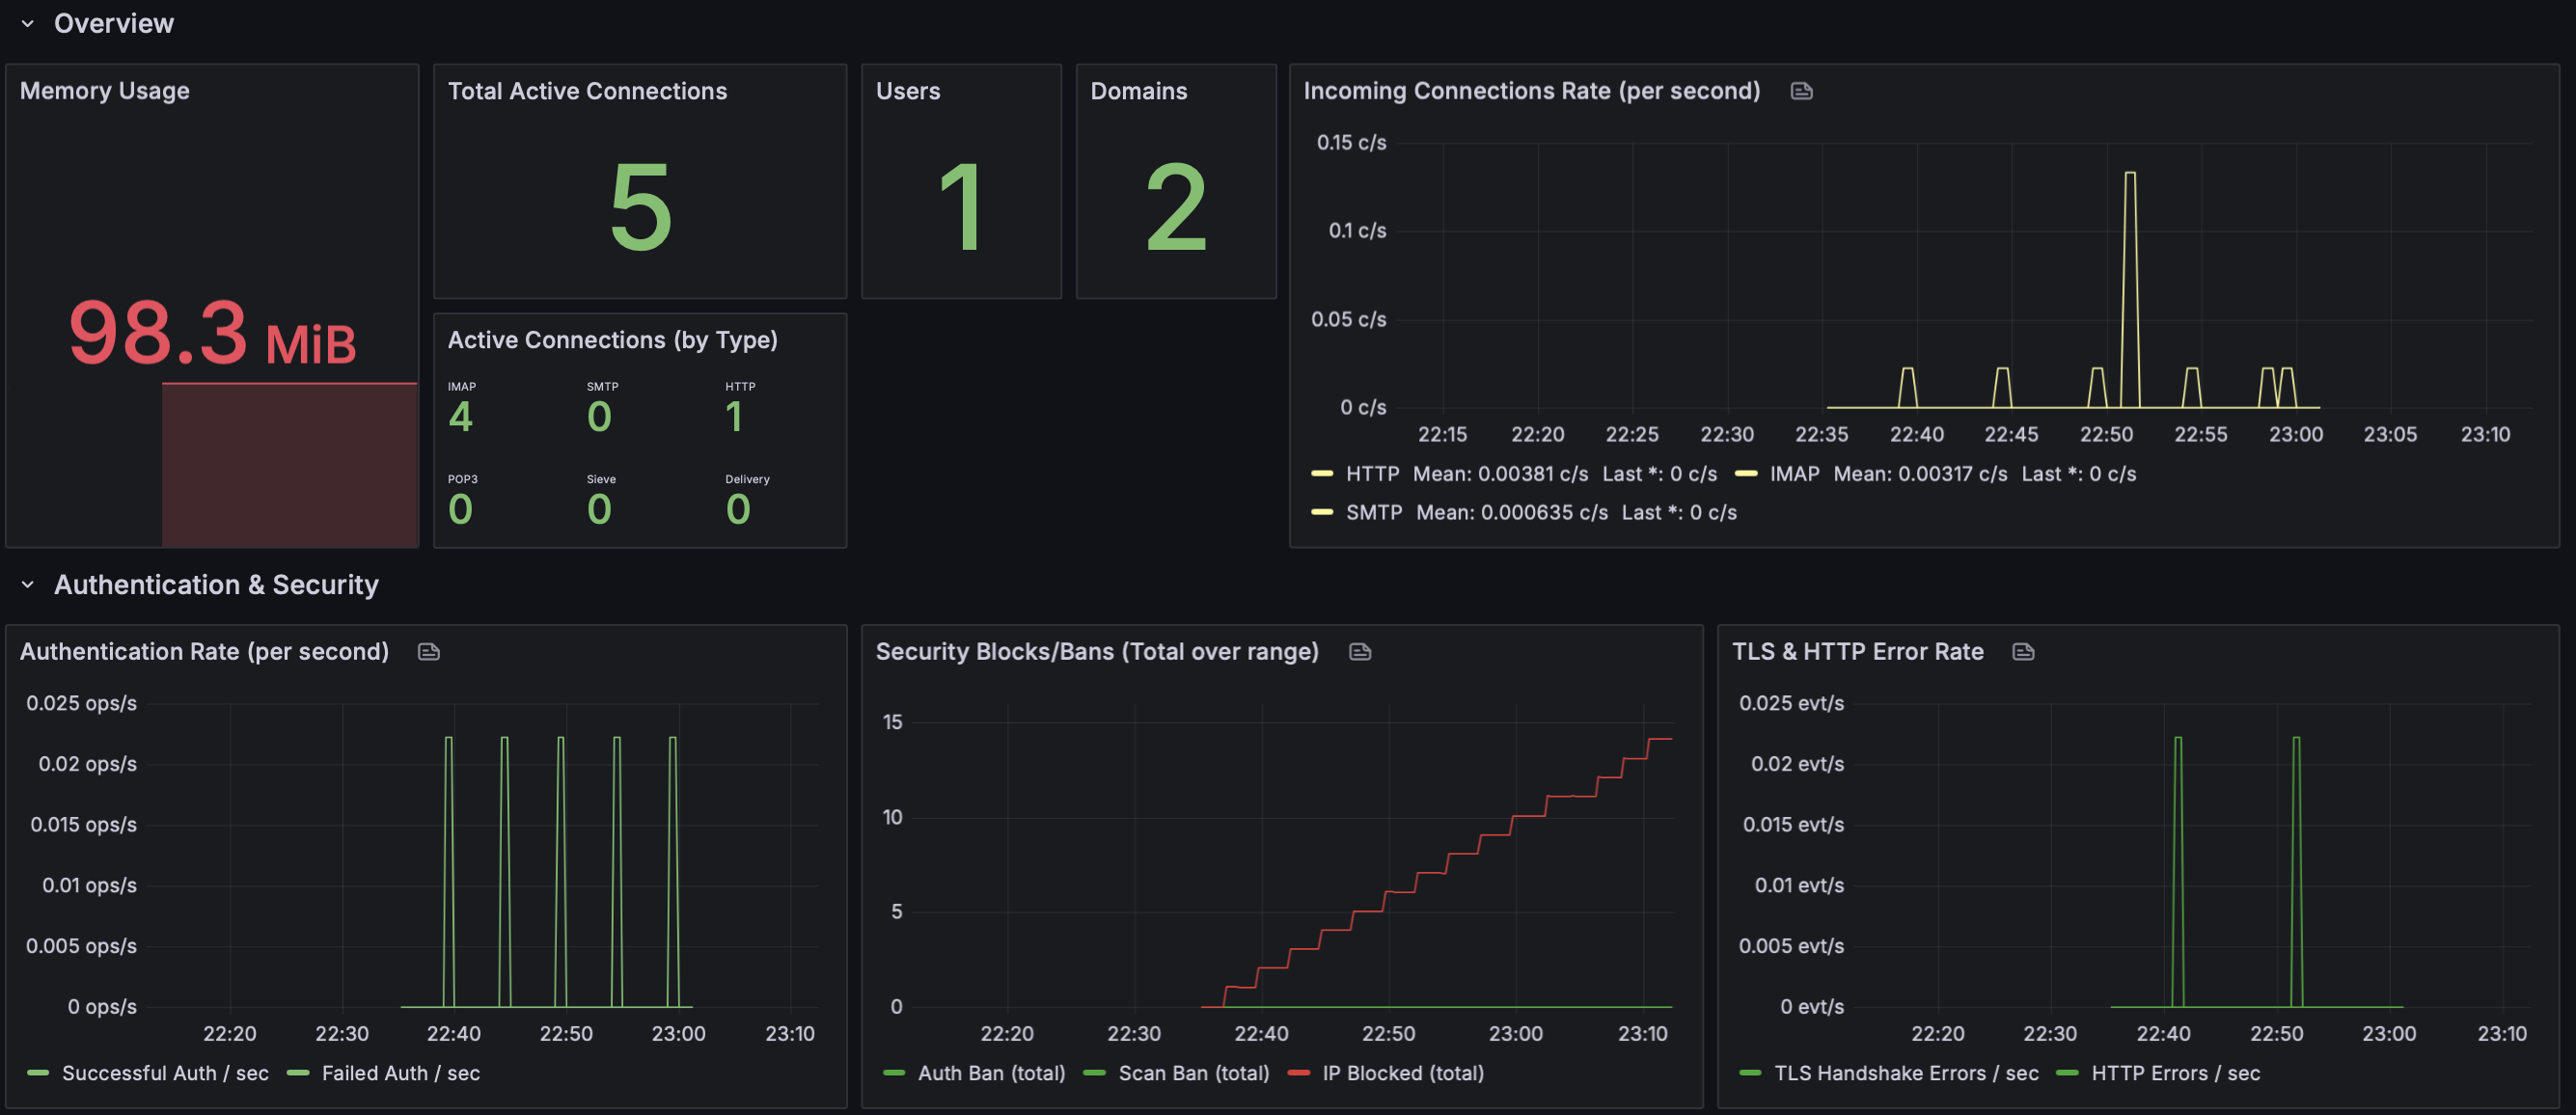 Overview
Memory Usage
98.3 MiB
Total Active Connections
5
Users
1
Domains
2
Active Connections (by Type)
IMAP SMTP HTTP
4 0 1
POP3 Sieve Delivery
0 0 0
Incoming Connections Rate (per second)
0.15 c/s
0.1 c/s
0.05 c/s
0 c/s
22:15 22:20 22:25 22:30 22:35 22:40 22:45 22:50 22:55 23:00 23:05 23:10
HTTP Mean: 0.00381 c/s Last *: 0 c/s IMAP Mean: 0.00317 c/s Last *: 0 c/s
SMTP Mean: 0.000635 c/s Last *: 0 c/s
Authentication & Security
Authentication Rate (per second)
0.025 ops/s
0.02 ops/s
0.015 ops/s
0.01 ops/s
0.005 ops/s
0 ops/s
22:20 22:30 22:40 22:50 23:00 23:10
Successful Auth / sec Failed Auth / sec
Security Blocks/Bans (Total over range)
15
10
5
0
22:20 22:30 22:40 22:50 23:00 23:10
Auth Ban (total) Scan Ban (total) IP Blocked (total)
TLS & HTTP Error Rate
0.025 evt/s
0.02 evt/s
0.015 evt/s
0.01 evt/s
0.005 evt/s
0 evt/s
22:20 22:30 22:40 22:50 23:00 23:10
TLS Handshake Errors / sec HTTP Errors / sec